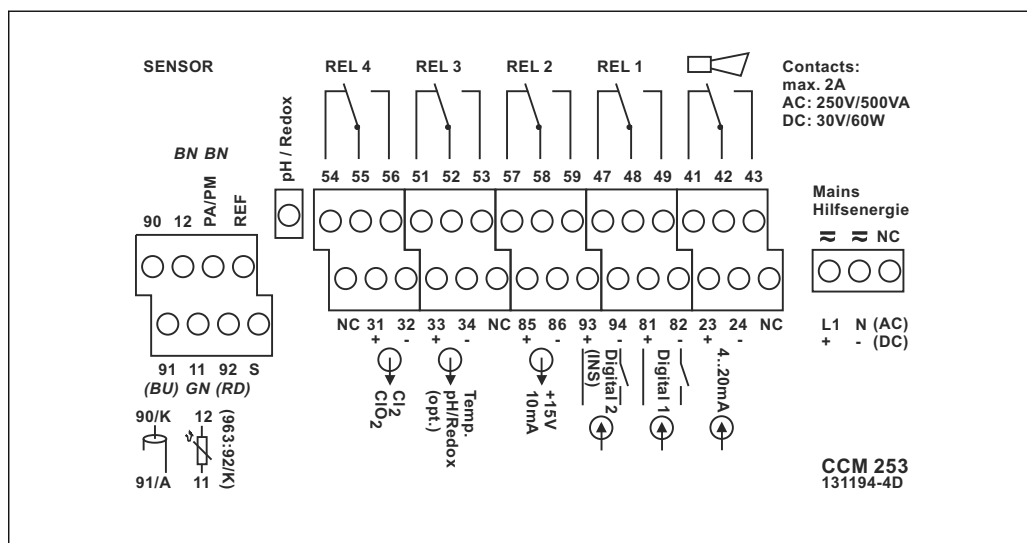 SENSOR
REL 4 REL 3 REL 2 REL 1
Contacts:
max. 2A
AC: 250V/500VA
DC: 30V/60W
pH / Redox
BN BN
90 12 PA/PM REF
54 55 56 51 52 53 57 58 59 47 48 49 41 42 43
Mains
Hilfsenergie
≂ ≂ NC
NC 31 32 33 34 NC 85 86 93 94 81 82 23 24 NC
+ - + - + - + - + - + -
L1 N (AC)
+ - (DC)
91 11 92 S
(BU) GN (RD)
90/K 12 (963:92/K)
91/A 11
Cl2
ClO2
Temp.
pH/Redox
(opt.)
+15V
10mA
Digital 2
(INS)
Digital 1
4..20mA
CCM 253
131194-4D